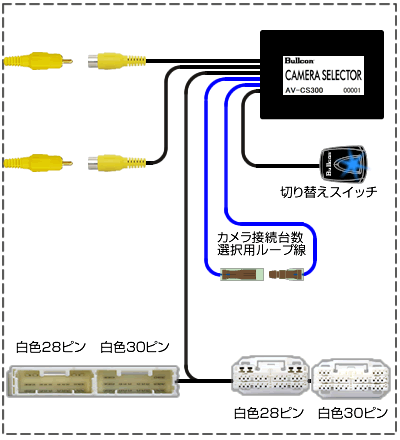 Bullcon
CAMERA SELECTOR
AV-CS300 00001
Bullcon
切り替えスイッチ
カメラ接続台数
選択用ループ線
白色28ピン 白色30ピン
白色28ピン 白色30ピン